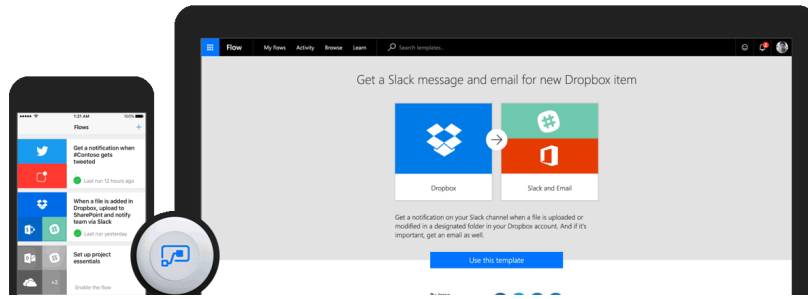 1:21 AM 100%
Flows +
Get a notification when
#Contoso gets
tweeted
Last run 12 hours ago
When a file is added in
Dropbox, upload to
SharePoint and notify
team via Slack
Last run yesterday
Set up project
essentials
+2
Enable the flow
Flow My flows Activity Browse Learn Search templates..
Get a Slack message and email for new Dropbox item
Dropbox Slack and Email
Get a notification on your Slack channel when a file is uploaded or
modified in a designated folder in your Dropbox account. And if it's
important, get an email as well.
Use this template